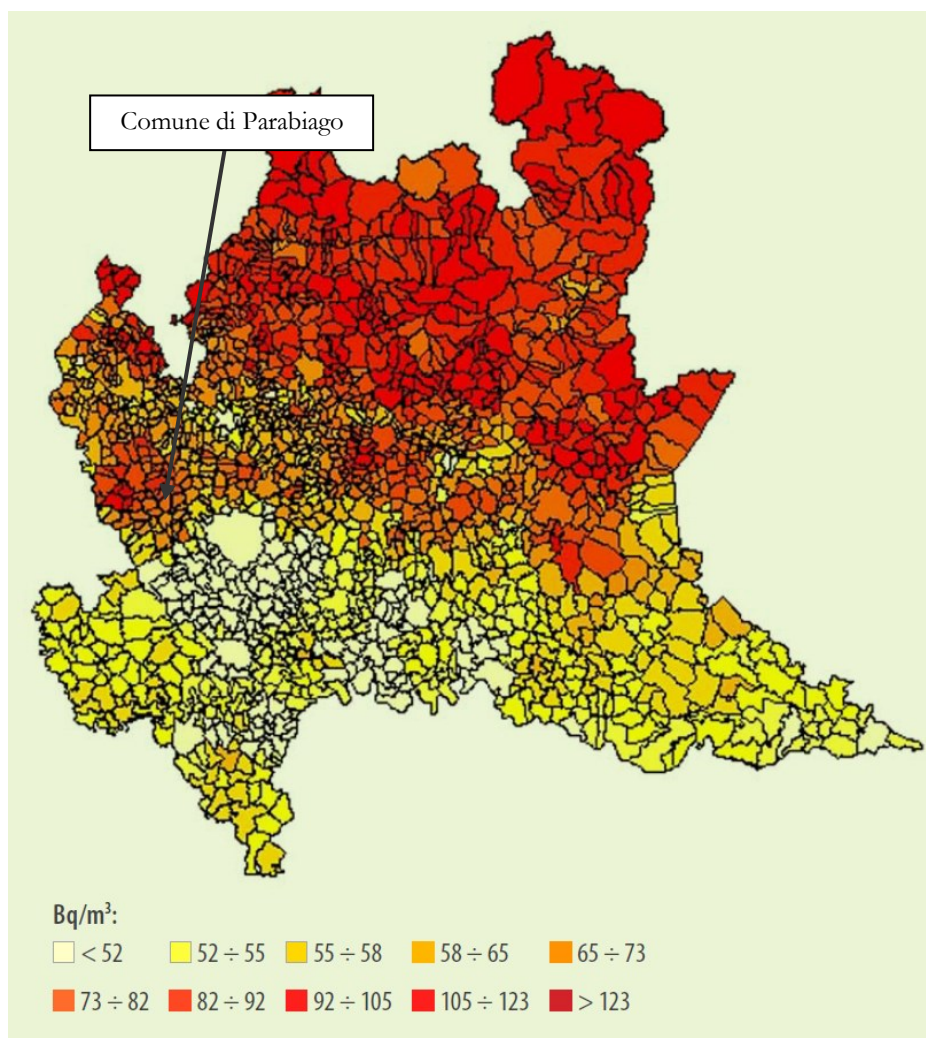 Comune di Parabiago
Bq/m³:
< 52 52 ÷ 55 55 ÷ 58 58 ÷ 65 65 ÷ 73
73 ÷ 82 82 ÷ 92 92 ÷ 105 105 ÷ 123 > 123